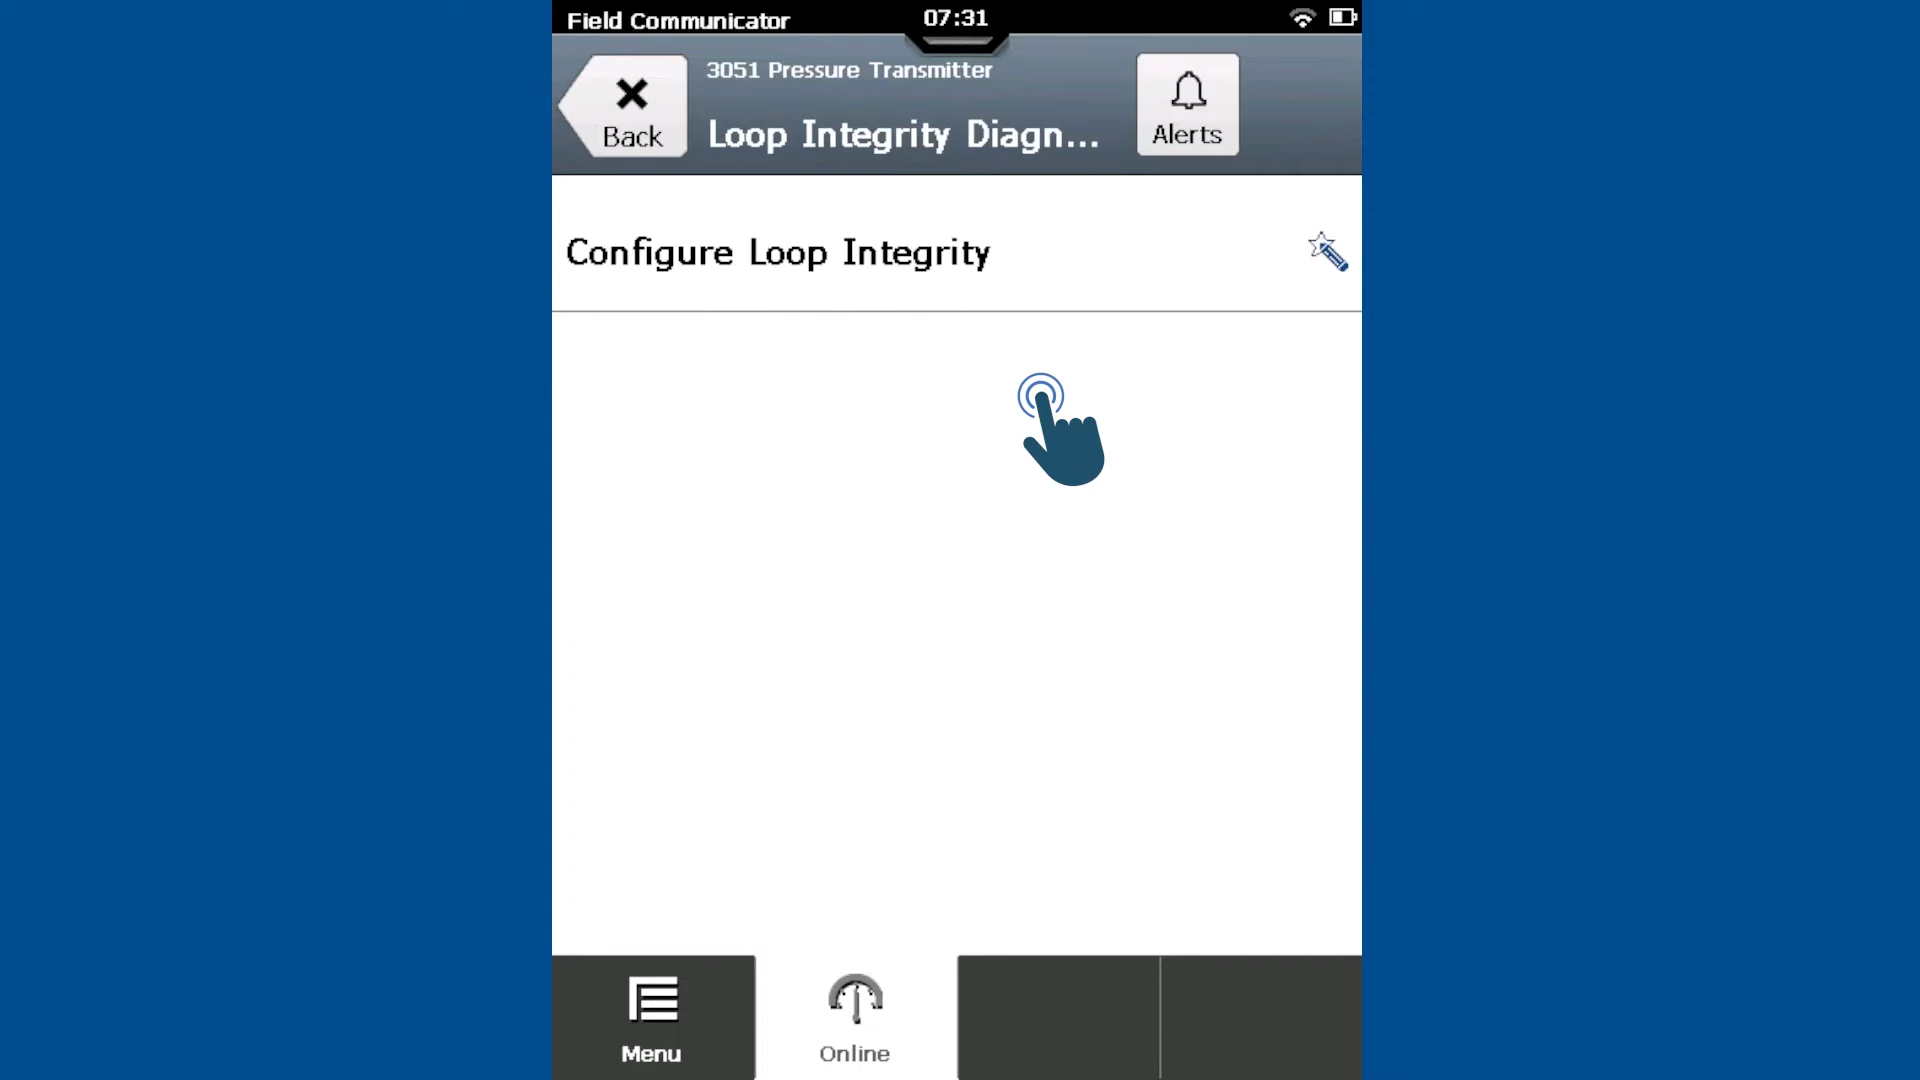 Field Communicator
07:31
Back
3051 Pressure Transmitter
Loop Integrity Diagn...
Alerts
Configure Loop Integrity
Menu
Online